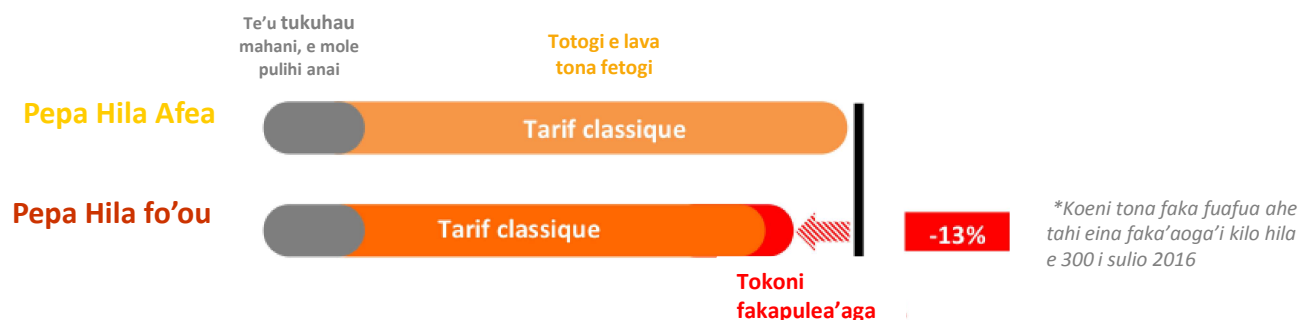 Te’u tukuhau
mahani, e mole
pulihi anai
Totogi e lava
tona fetogi
Pepa Hila Afea
Tarif classique
Pepa Hila fo’ou
Tarif classique
-13%
*Koeni tona faka fuafua ahe
tahi eina faka’aoga’i kilo hila
e 300 i sulio 2016
Tokoni
fakapulea’aga